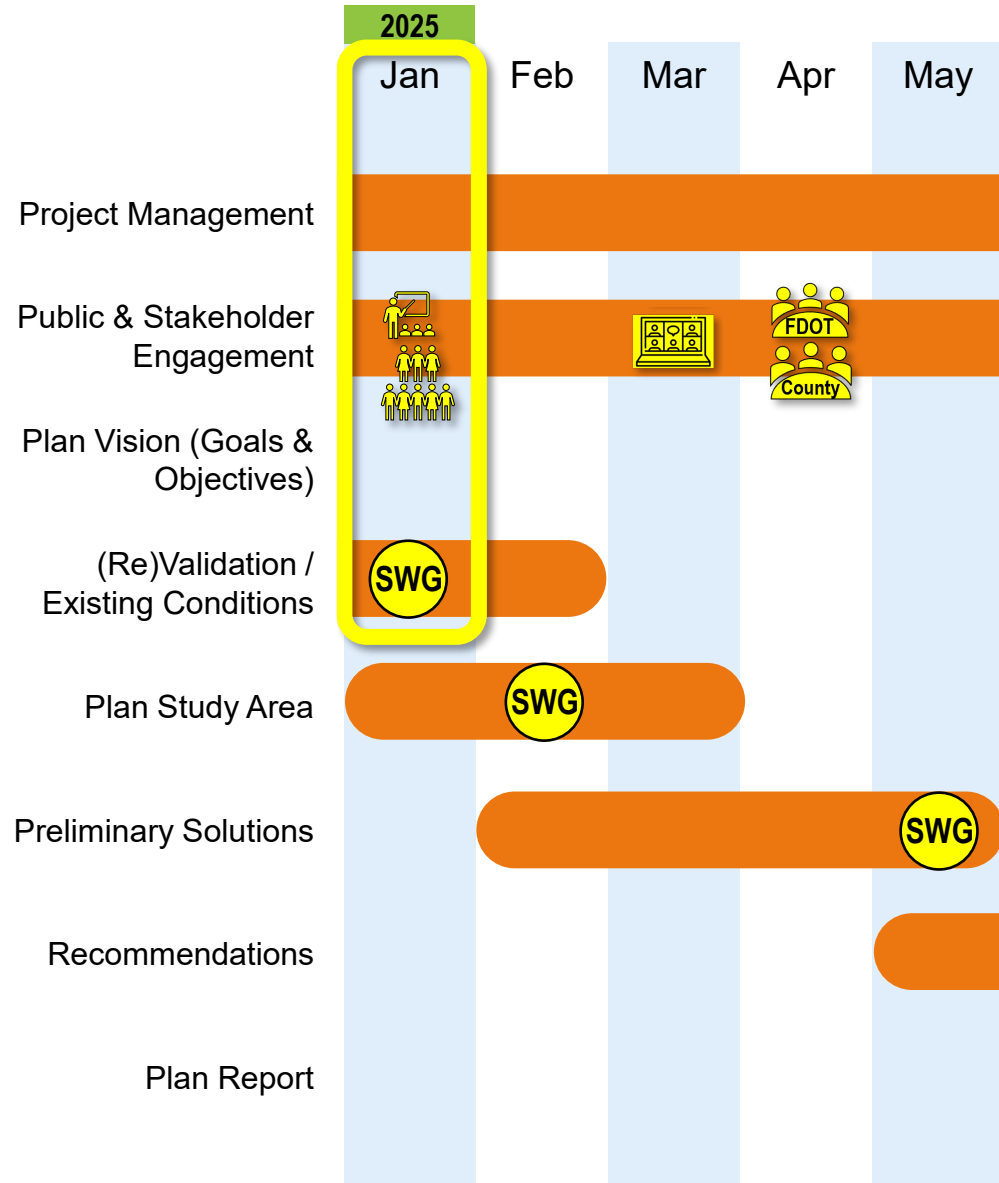 2025
Jan Feb Mar Apr May
Project Management
Public & Stakeholder
Engagement
FDOT
County
Plan Vision (Goals &
Objectives)
(Re)Validation /
Existing Conditions
SWG
Plan Study Area
SWG
Preliminary Solutions
SWG
Recommendations
Plan Report